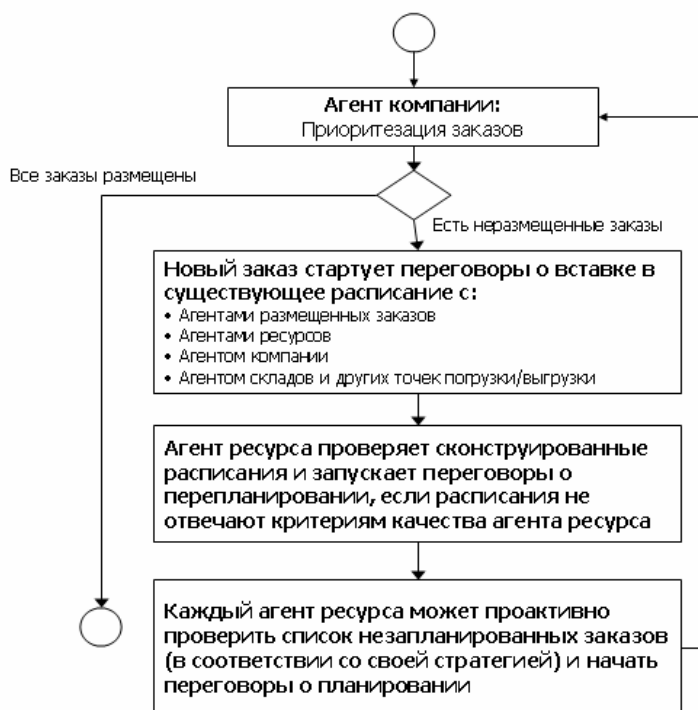 Агент компании:
Приоритезация заказов
Все заказы размещены
Есть неразмещенные заказы
Новый заказ стартует переговоры о вставке в
существующее расписание с:
• Агентами размещенных заказов
• Агентами ресурсов
• Агентом компании
• Агентом складов и других точек погрузки/выгрузки
Агент ресурса проверяет сконструированные
расписания и запускает переговоры о
перепланировании, если расписания не
отвечают критериям качества агента ресурса
Каждый агент ресурса может проактивно
проверить список незапланированных заказов
(в соответствии со своей стратегией) и начать
переговоры о планировании